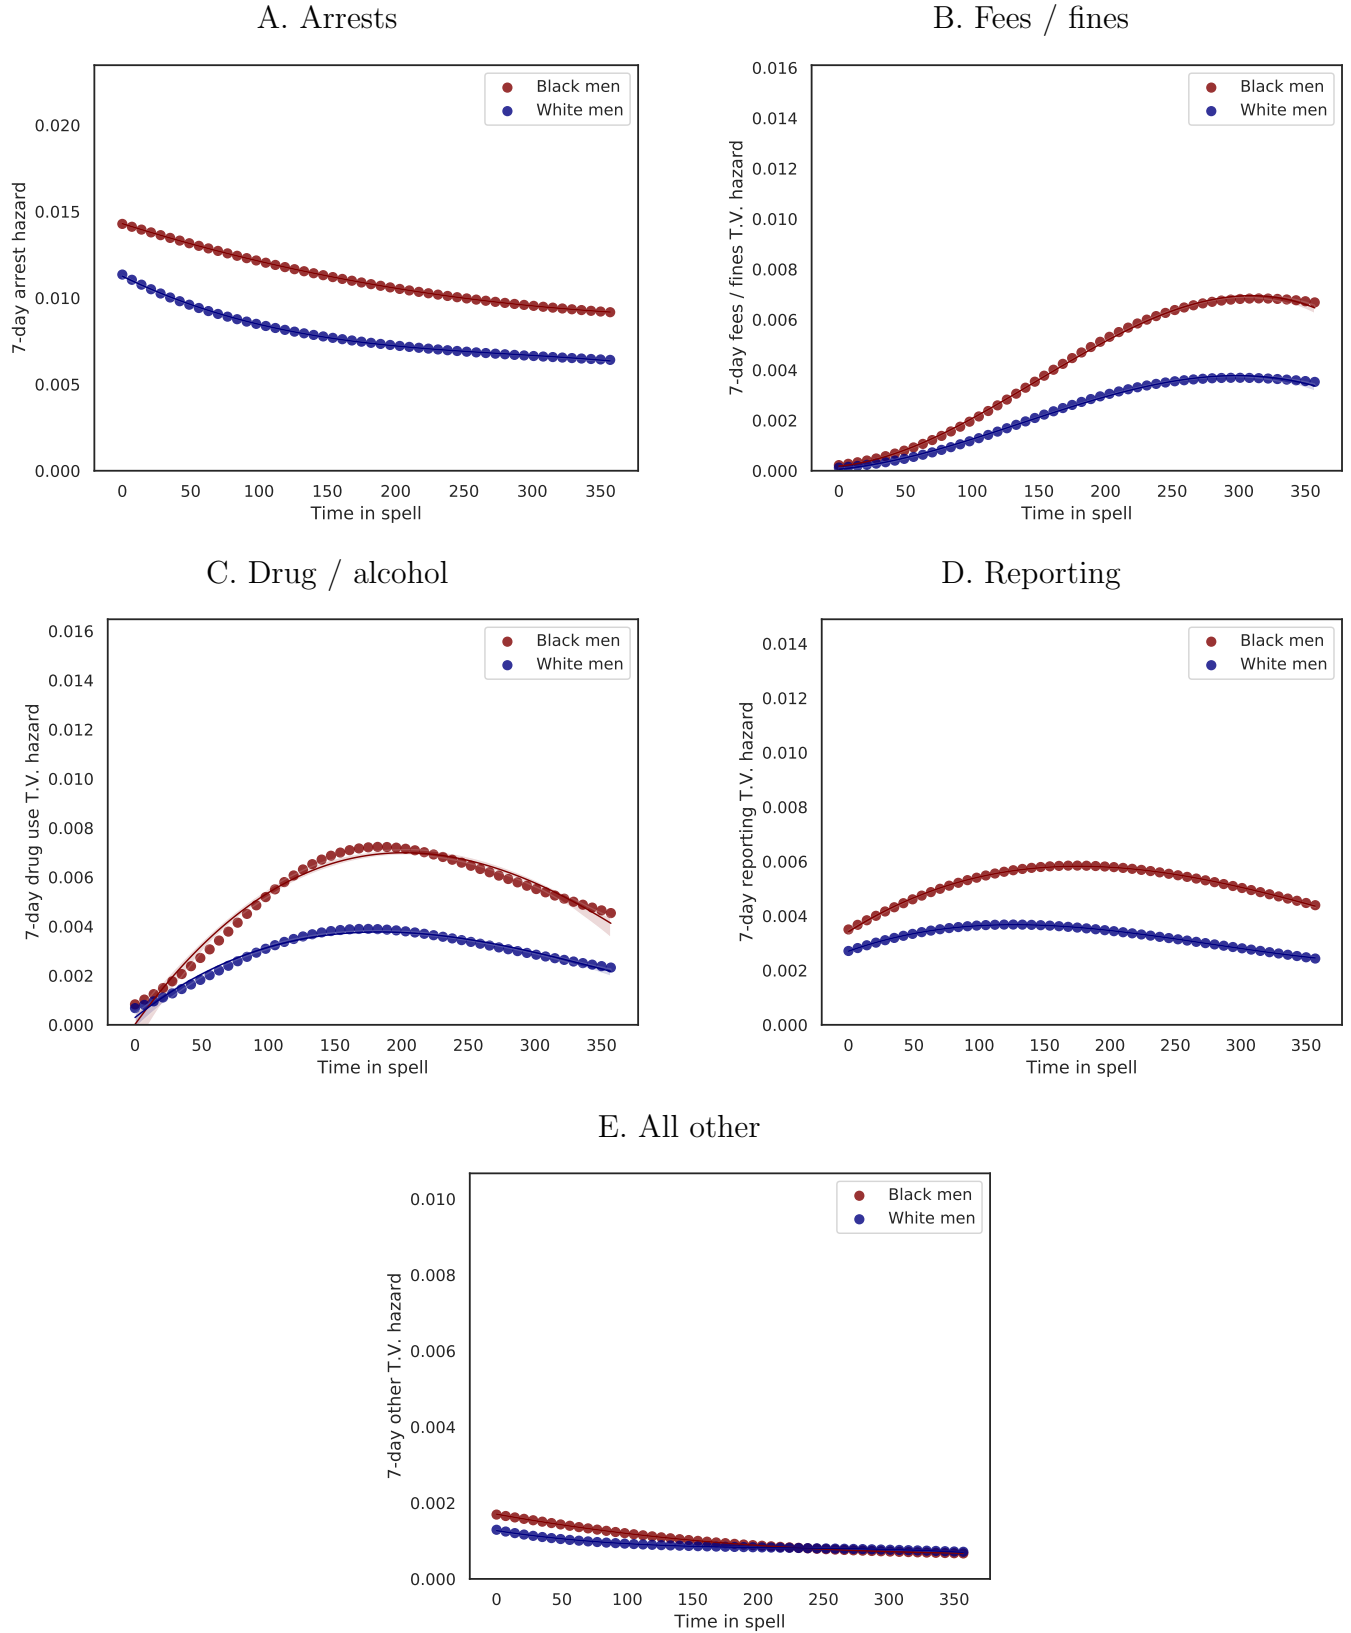 A. Arrests
7-day arrest hazard
0.020
0.015
0.010
0.005
0.000
Black men
White men
0 50 100 150 200 250 300 350
Time in spell
B. Fees / fines
7-day fees / fines T.V. hazard
0.016
0.014
0.012
0.010
0.008
0.006
0.004
0.002
0.000
Black men
White men
0 50 100 150 200 250 300 350
Time in spell
C. Drug / alcohol
7-day drug use T.V. hazard
0.016
0.014
0.012
0.010
0.008
0.006
0.004
0.002
0.000
Black men
White men
0 50 100 150 200 250 300 350
Time in spell
D. Reporting
7-day reporting T.V. hazard
0.014
0.012
0.010
0.008
0.006
0.004
0.002
0.000
Black men
White men
0 50 100 150 200 250 300 350
Time in spell
E. All other
7-day other T.V. hazard
0.010
0.008
0.006
0.004
0.002
0.000
Black men
White men
0 50 100 150 200 250 300 350
Time in spell